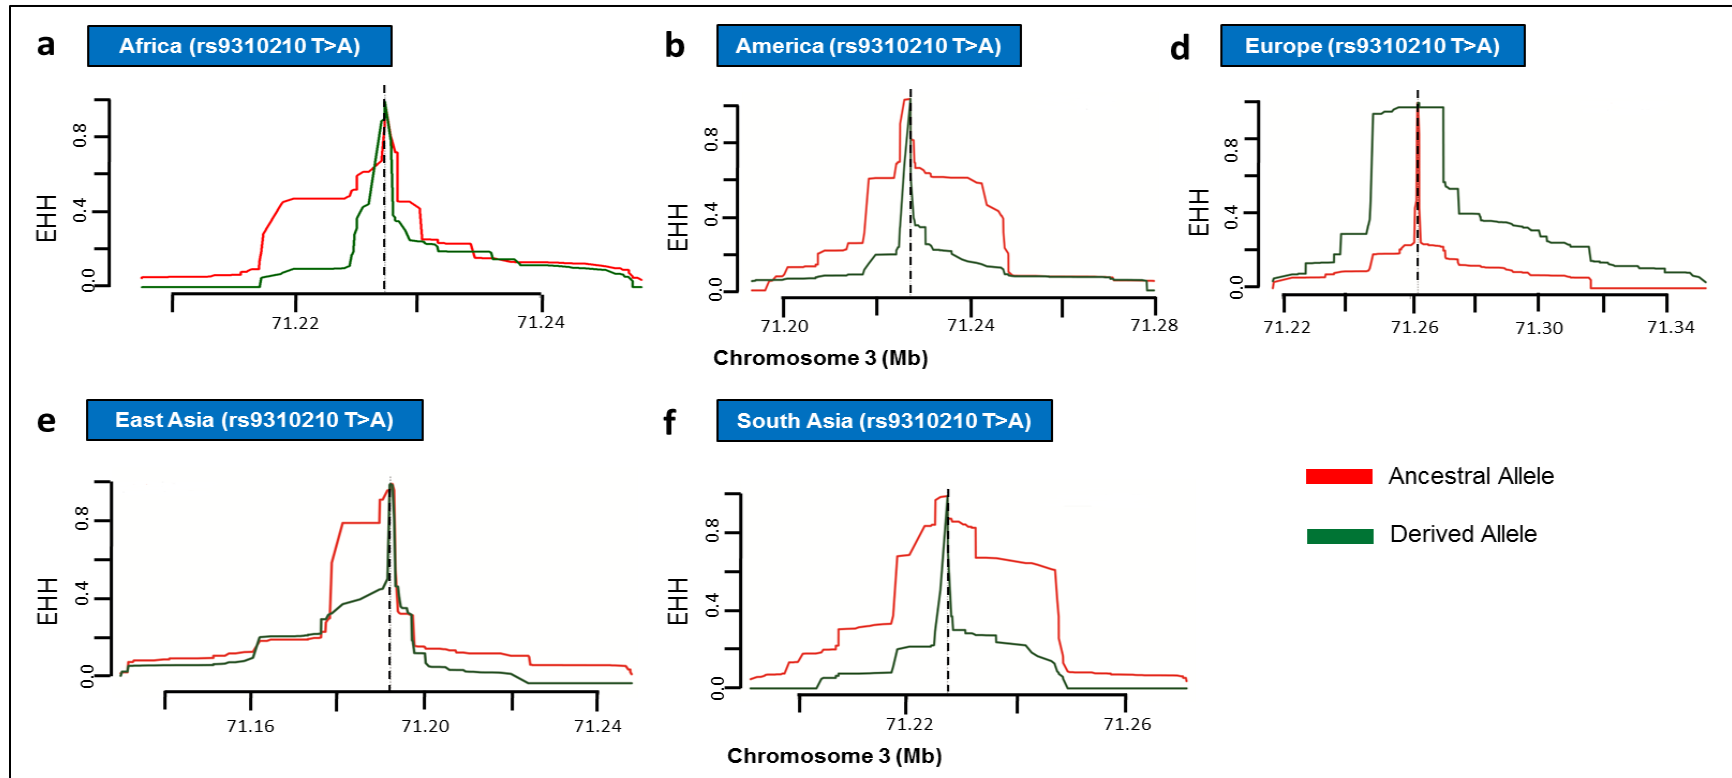 a
Africa (rs9310210 T>A)
b
America (rs9310210 T>A)
d
Europe (rs9310210 T>A)
EHH
0.0
0.4
0.8
71.22
71.24
EHH
0.0
0.4
0.8
71.20
71.24
71.28
EHH
0.0
0.4
0.8
71.22
71.26
71.30
71.34
Chromosome 3 (Mb)
e
East Asia (rs9310210 T>A)
f
South Asia (rs9310210 T>A)
EHH
0.0
0.4
0.8
71.16
71.20
71.24
EHH
0.0
0.4
0.8
71.22
71.26
Ancestral Allele
Derived Allele
Chromosome 3 (Mb)